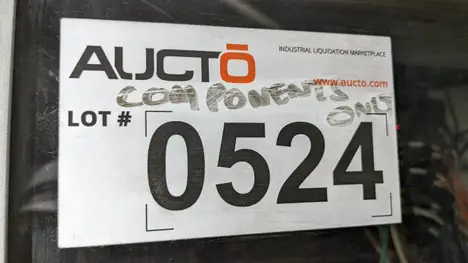 AUCTŌ
INDUSTRIAL LIQUIDATION MARKETPLACE
www.aucto.com
COMPONENTS
ONLY
LOT #
0524